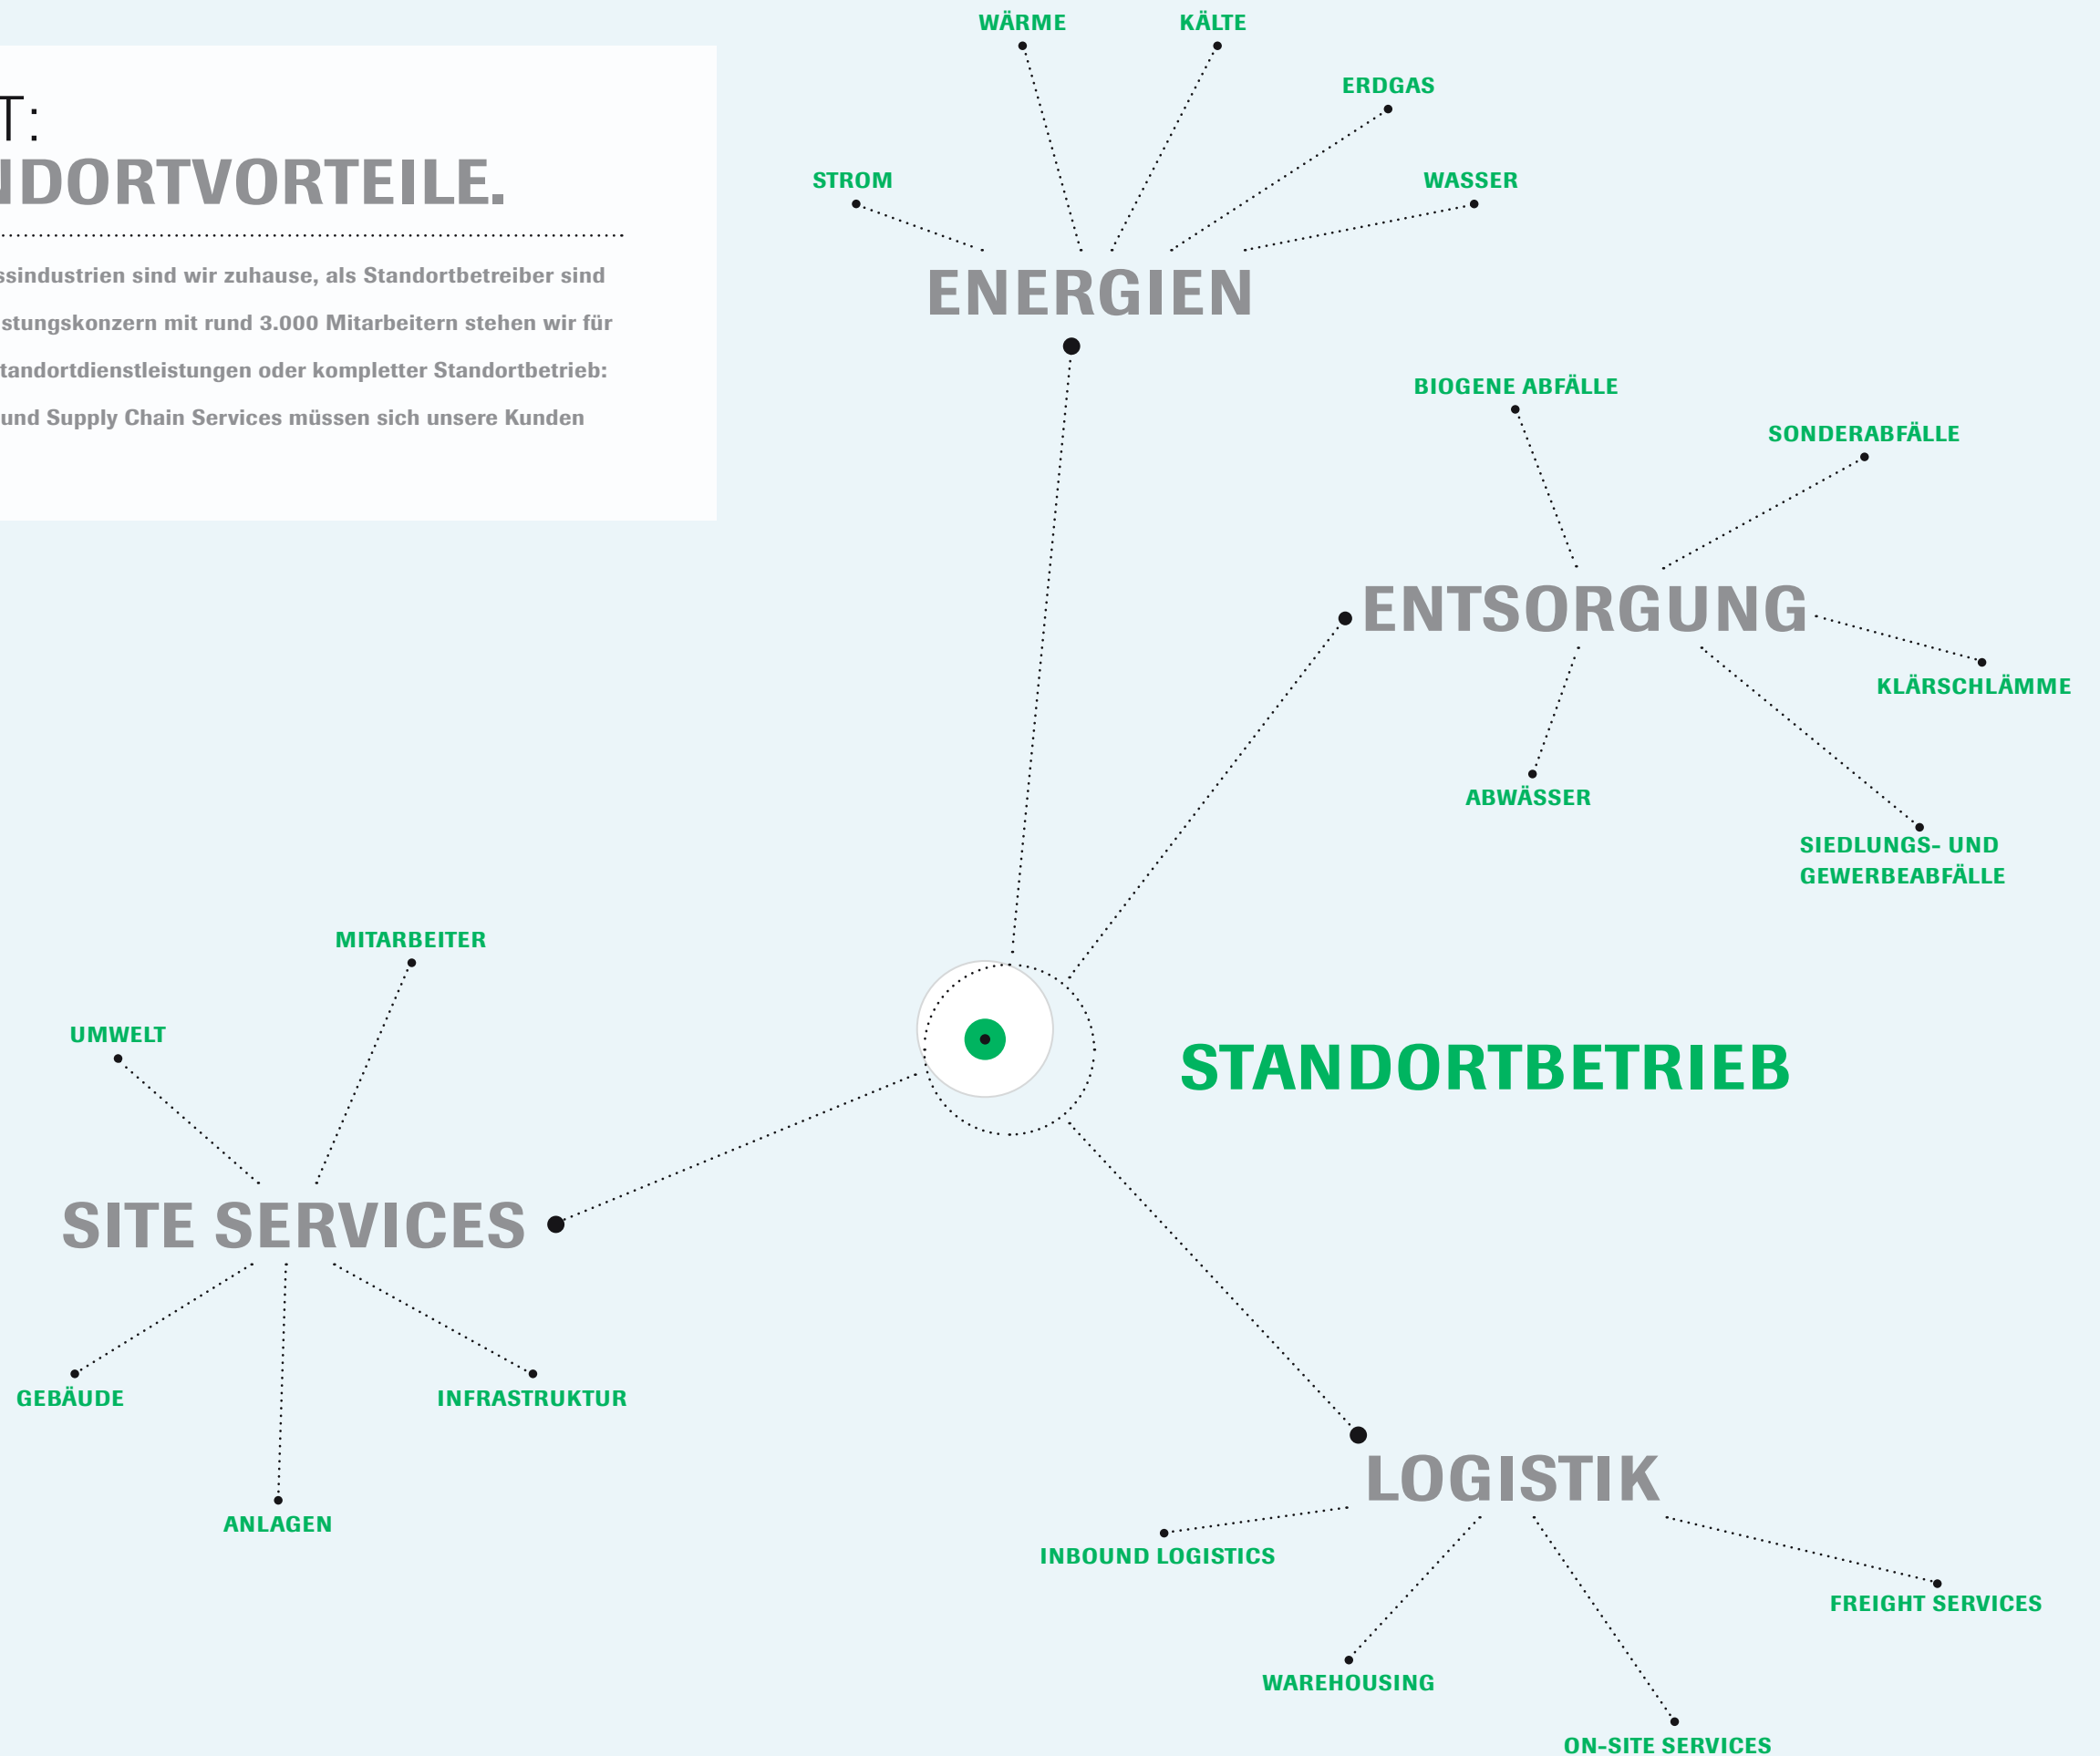 T:
NDORTVORTEILE.
ssindustrien sind wir zuhause, als Standortbetreiber sind
stungskonzern mit rund 3.000 Mitarbeitern stehen wir für
tandortdienstleistungen oder kompletter Standortbetrieb:
und Supply Chain Services müssen sich unsere Kunden
WÄRME
KÄLTE
ERDGAS
STROM
WASSER
ENERGIEN
BIOGENE ABFÄLLE
SONDERABFÄLLE
ENTSORGUNG
KLÄRSCHLÄMME
ABWÄSSER
SIEDLUNGS- UND
GEWERBEABFÄLLE
MITARBEITER
UMWELT
STANDORTBETRIEB
SITE SERVICES
GEBÄUDE
INFRASTRUKTUR
ANLAGEN
LOGISTIK
INBOUND LOGISTICS
FREIGHT SERVICES
WAREHOUSING
ON-SITE SERVICES